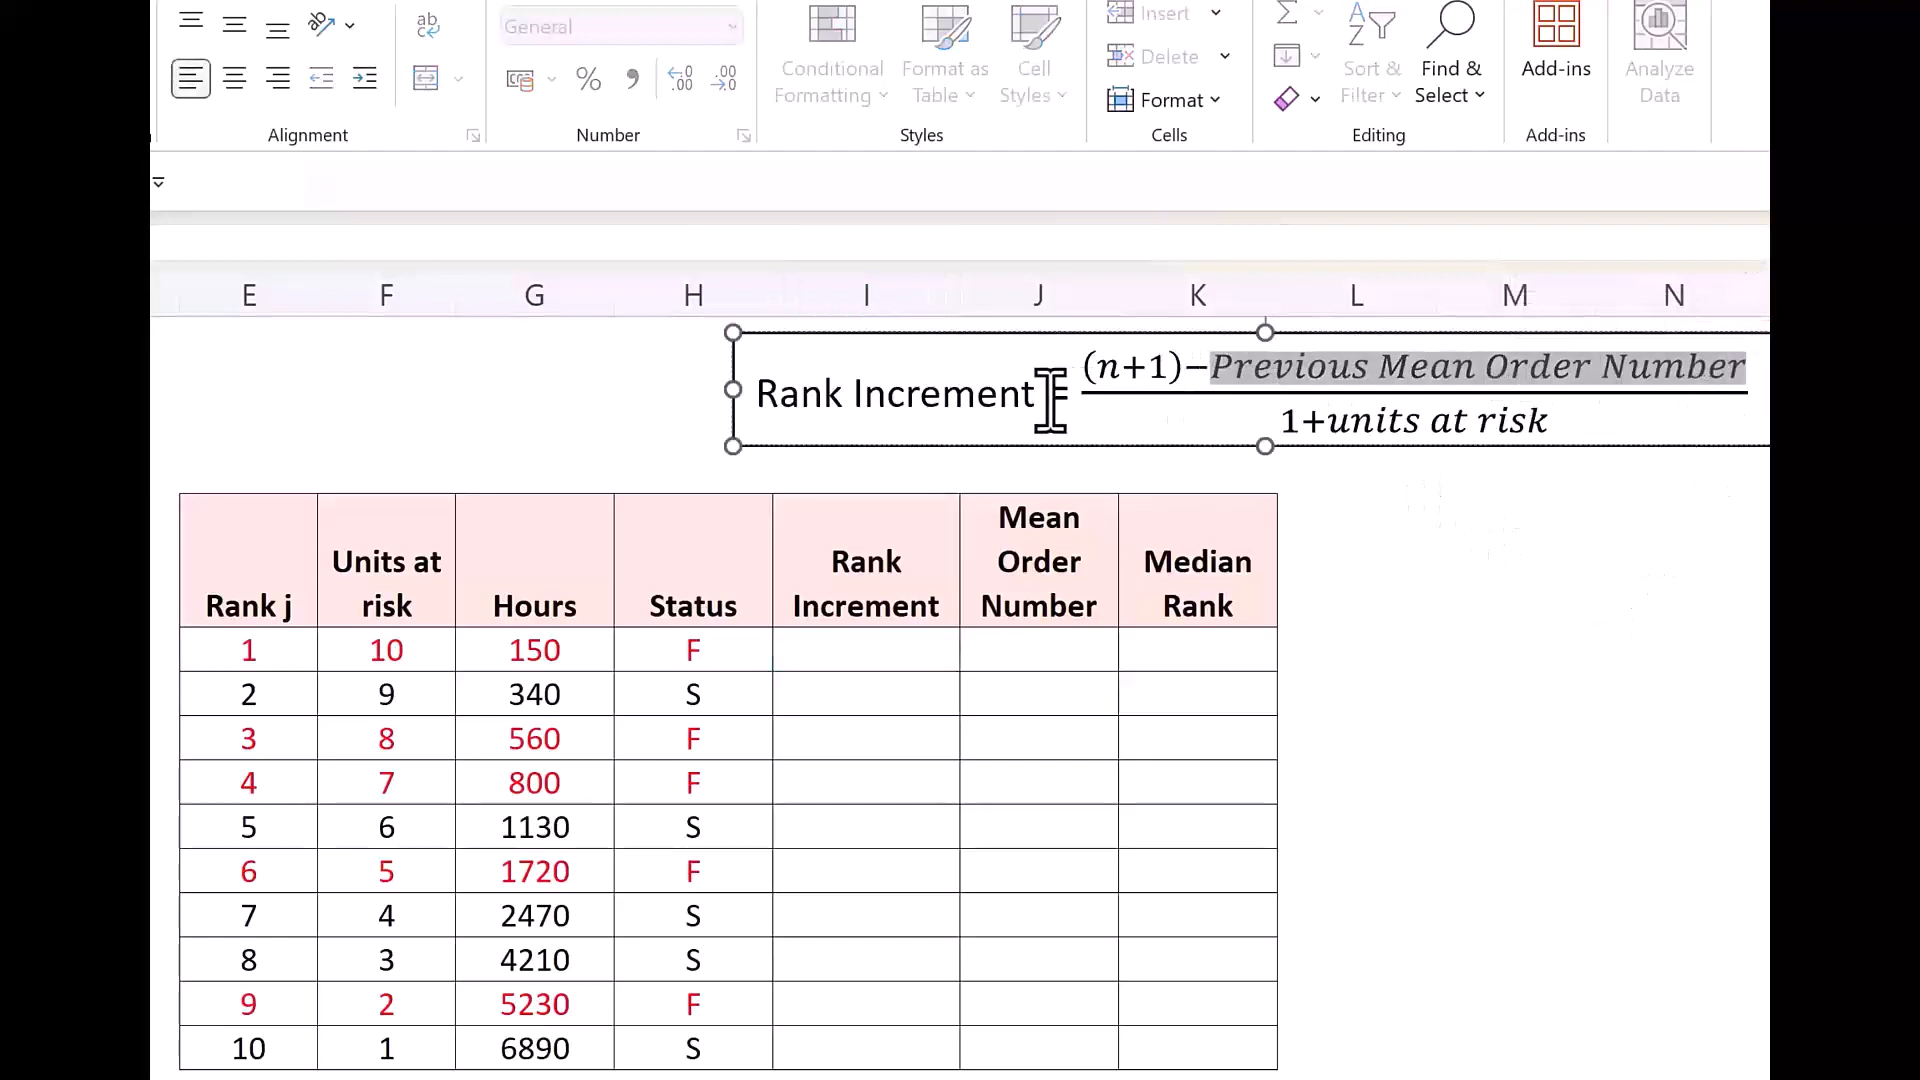 ab
ab
c
General
Insert
Σ
A
Z
Delete
Conditional
Formatting
Format as
Table
Cell
Styles
Format
Sort &
Filter
Find &
Select
Add-ins
Analyze
Data
%
.00
.00
Alignment
Number
Styles
Cells
Editing
Add-ins
E F G H I J K L M N
Rank Increment = (n+1)−Previous Mean Order Number
1+units at risk
Rank j Units at risk Hours Status Rank Increment Mean Order Number Median Rank
1 10 150 F
2 9 340 S
3 8 560 F
4 7 800 F
5 6 1130 S
6 5 1720 F
7 4 2470 S
8 3 4210 S
9 2 5230 F
10 1 6890 S